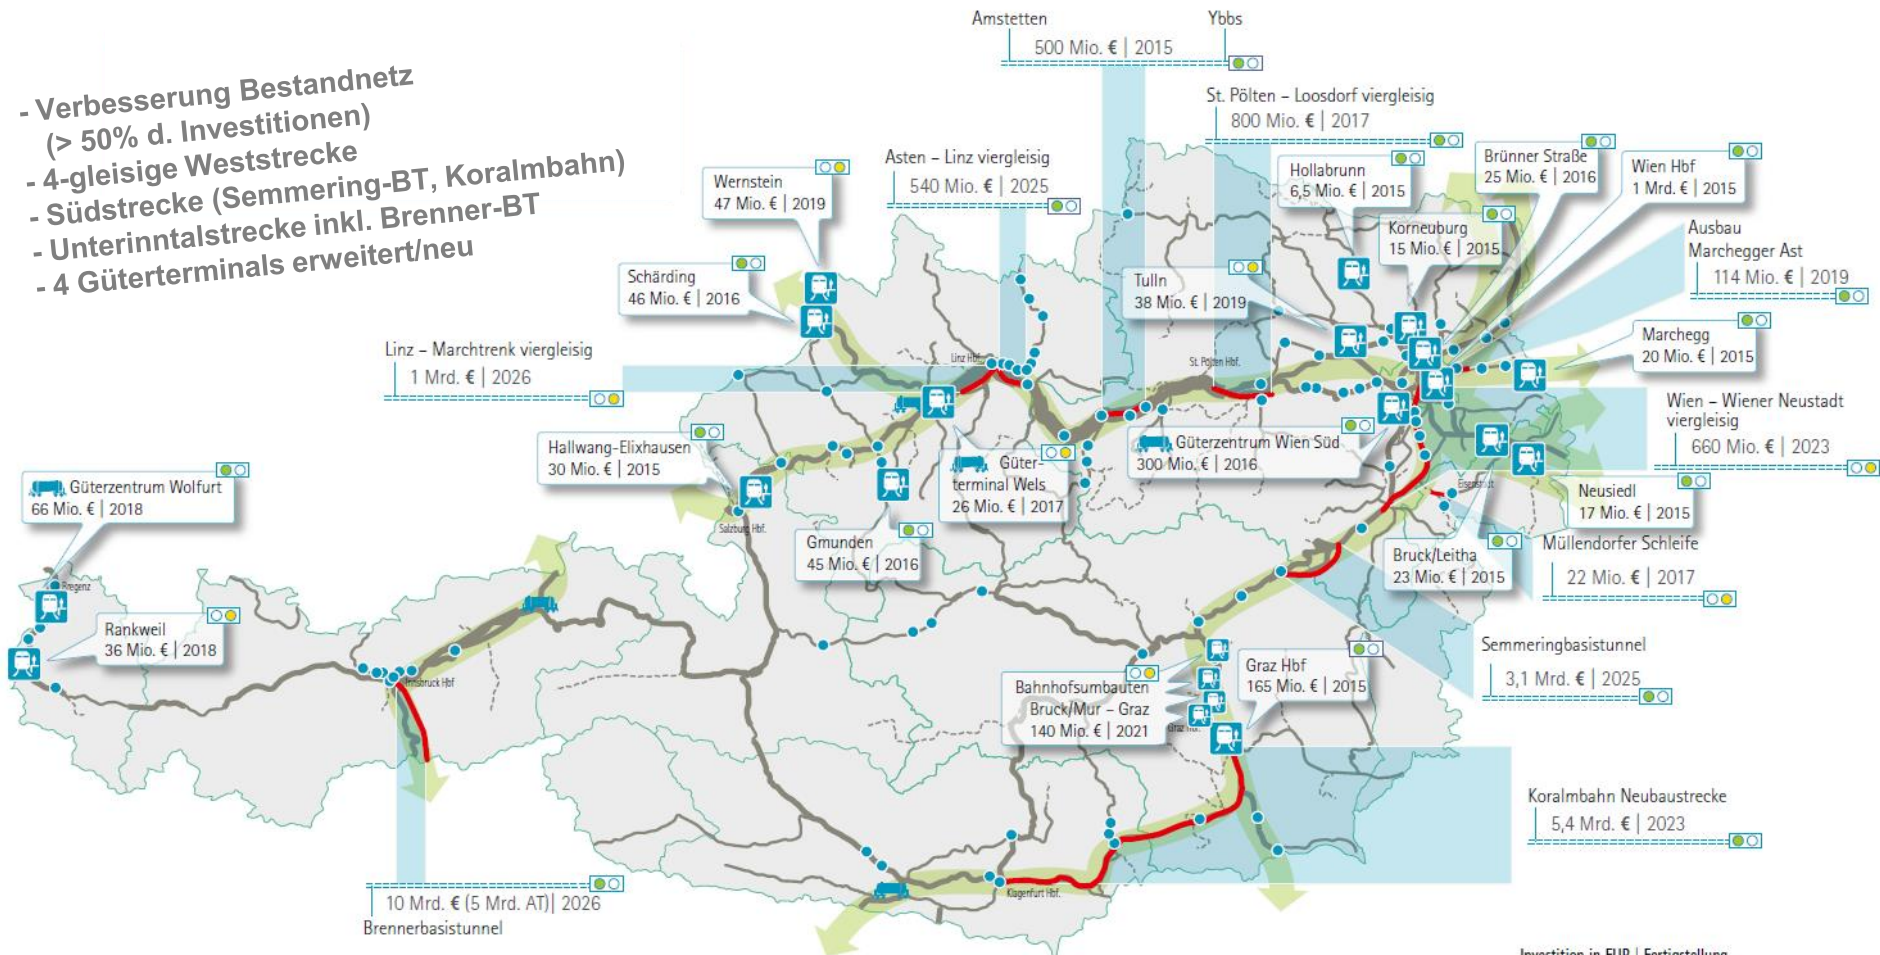 - Verbesserung Bestandnetz
(> 50% d. Investitionen)
- 4-gleisige Weststrecke
- Südstrecke (Semmering-BT, Koralmbahn)
- Unterinntalstrecke inkl. Brenner-BT
- 4 Güterterminals erweitert/neu
Amstetten
Ybbs
500 Mio. € | 2015
St. Pölten – Loosdorf viergleisig
800 Mio. € | 2017
Asten – Linz viergleisig
540 Mio. € | 2025
Wernstein
47 Mio. € | 2019
Hollabrunn
6,5 Mio. € | 2015
Brünner Straße
25 Mio. € | 2016
Wien Hbf
1 Mrd. € | 2015
Korneuburg
15 Mio. € | 2015
Ausbau
Marchegger Ast
114 Mio. € | 2019
Schärding
46 Mio. € | 2016
Tulln
38 Mio. € | 2019
Marchegg
20 Mio. € | 2015
Linz – Marchtrenk viergleisig
1 Mrd. € | 2026
Linz Hbf.
St. Pölten Hbf.
Wien – Wiener Neustadt
viergleisig
660 Mio. € | 2023
Hallwang-Elixhausen
30 Mio. € | 2015
Güter-
terminal Wels
26 Mio. € | 2017
Güterzentrum Wien Süd
300 Mio. € | 2016
Güterzentrum Wolfurt
66 Mio. € | 2018
Salzburg Hbf.
Eisenstadt
Neusiedl
17 Mio. € | 2015
Gmunden
45 Mio. € | 2016
Bruck/Leitha
23 Mio. € | 2015
Müllendorfer Schleife
22 Mio. € | 2017
Bregenz
Rankweil
36 Mio. € | 2018
Innsbruck Hbf
Semmeringbasistunnel
3,1 Mrd. € | 2025
Bahnhofsumbauten
Bruck/Mur – Graz
140 Mio. € | 2021
Graz Hbf
165 Mio. € | 2015
Graz Hbf.
Koralmbahn Neubaustrecke
5,4 Mrd. € | 2023
Klagenfurt Hbf.
10 Mrd. € (5 Mrd. AT)| 2026
Brennerbasistunnel
Investition in EUR | Fertigstellung